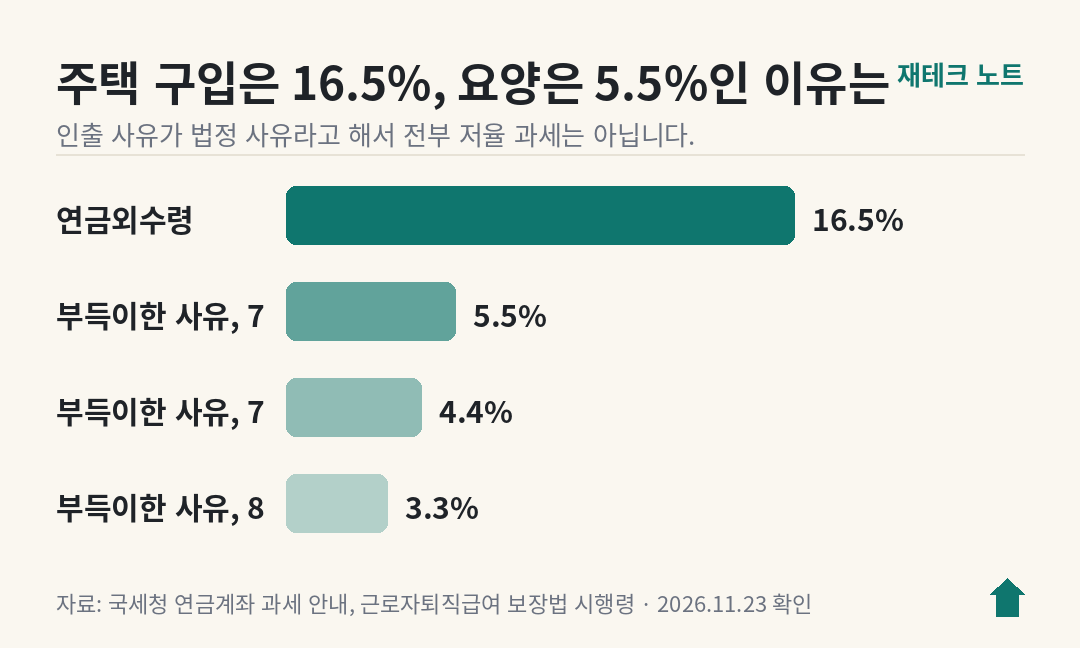 주택 구입은 16.5%, 요양은 5.5%인 이유는
재테크 노트
인출 사유가 법정 사유라고 해서 전부 저율 과세는 아닙니다.
연금외수령
16.5%
부득이한 사유, 7
5.5%
부득이한 사유, 7
4.4%
부득이한 사유, 8
3.3%
자료: 국세청 연금계좌 과세 안내, 근로자퇴직급여 보장법 시행령 · 2026.11.23 확인